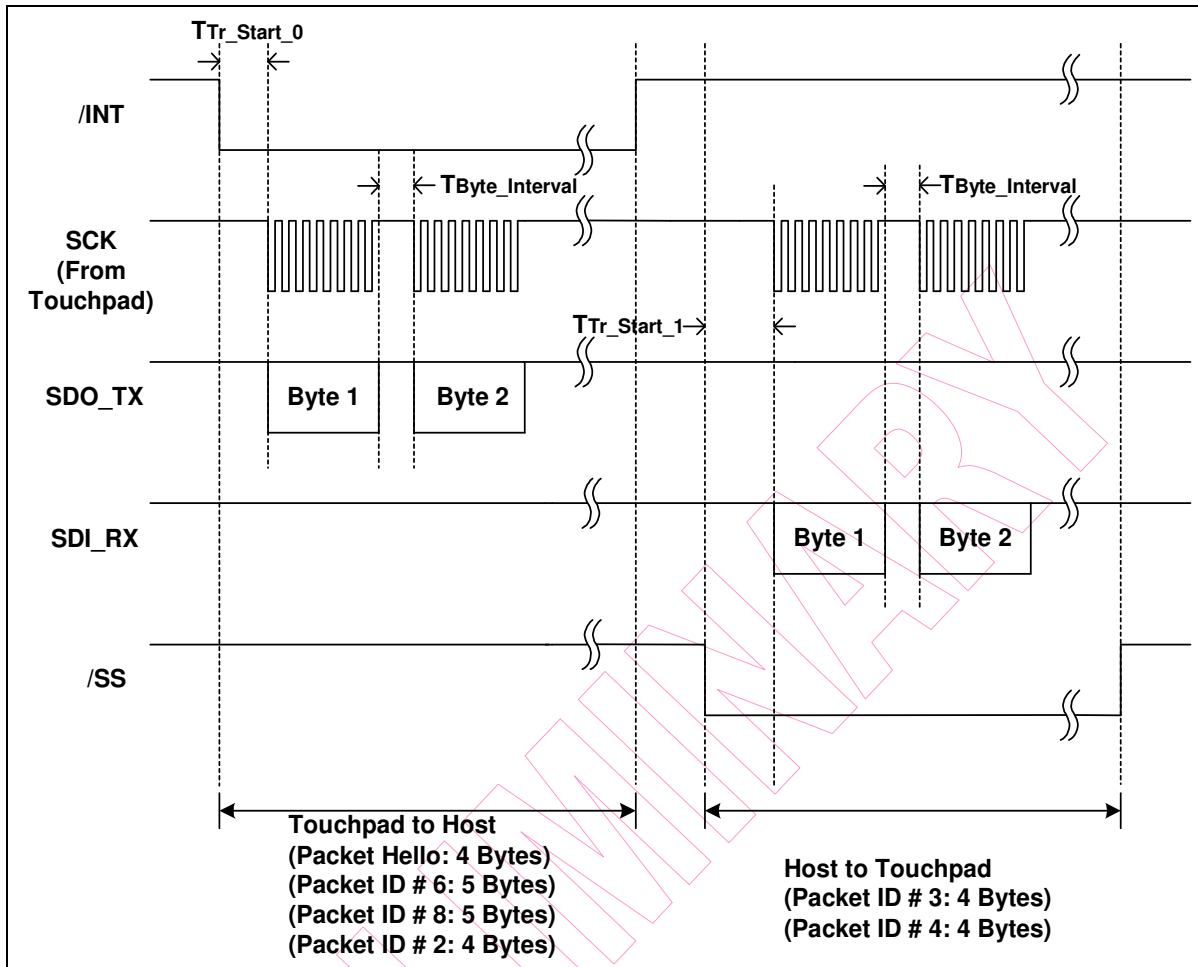 TTr_Start_0
/INT
TByte_Interval
TByte_Interval
SCK
(From
Touchpad)
TTr_Start_1
SDO_TX
Byte 1
Byte 2
SDI_RX
Byte 1
Byte 2
/SS
Touchpad to Host
(Packet Hello: 4 Bytes)
(Packet ID # 6: 5 Bytes)
(Packet ID # 8: 5 Bytes)
(Packet ID # 2: 4 Bytes)
Host to Touchpad
(Packet ID # 3: 4 Bytes)
(Packet ID # 4: 4 Bytes)